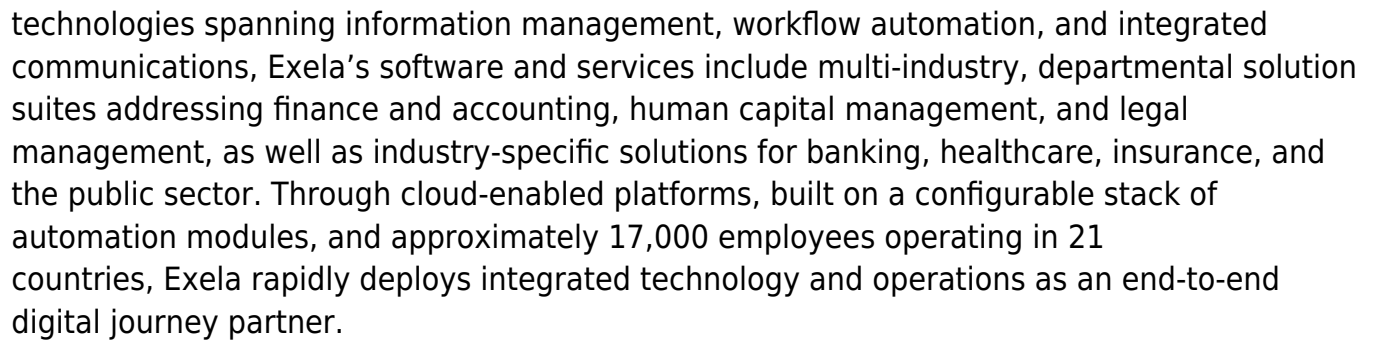 technologies spanning information management, workflow automation, and integrated
communications, Exela’s software and services include multi-industry, departmental solution
suites addressing finance and accounting, human capital management, and legal
management, as well as industry-specific solutions for banking, healthcare, insurance, and
the public sector. Through cloud-enabled platforms, built on a configurable stack of
automation modules, and approximately 17,000 employees operating in 21
countries, Exela rapidly deploys integrated technology and operations as an end-to-end
digital journey partner.